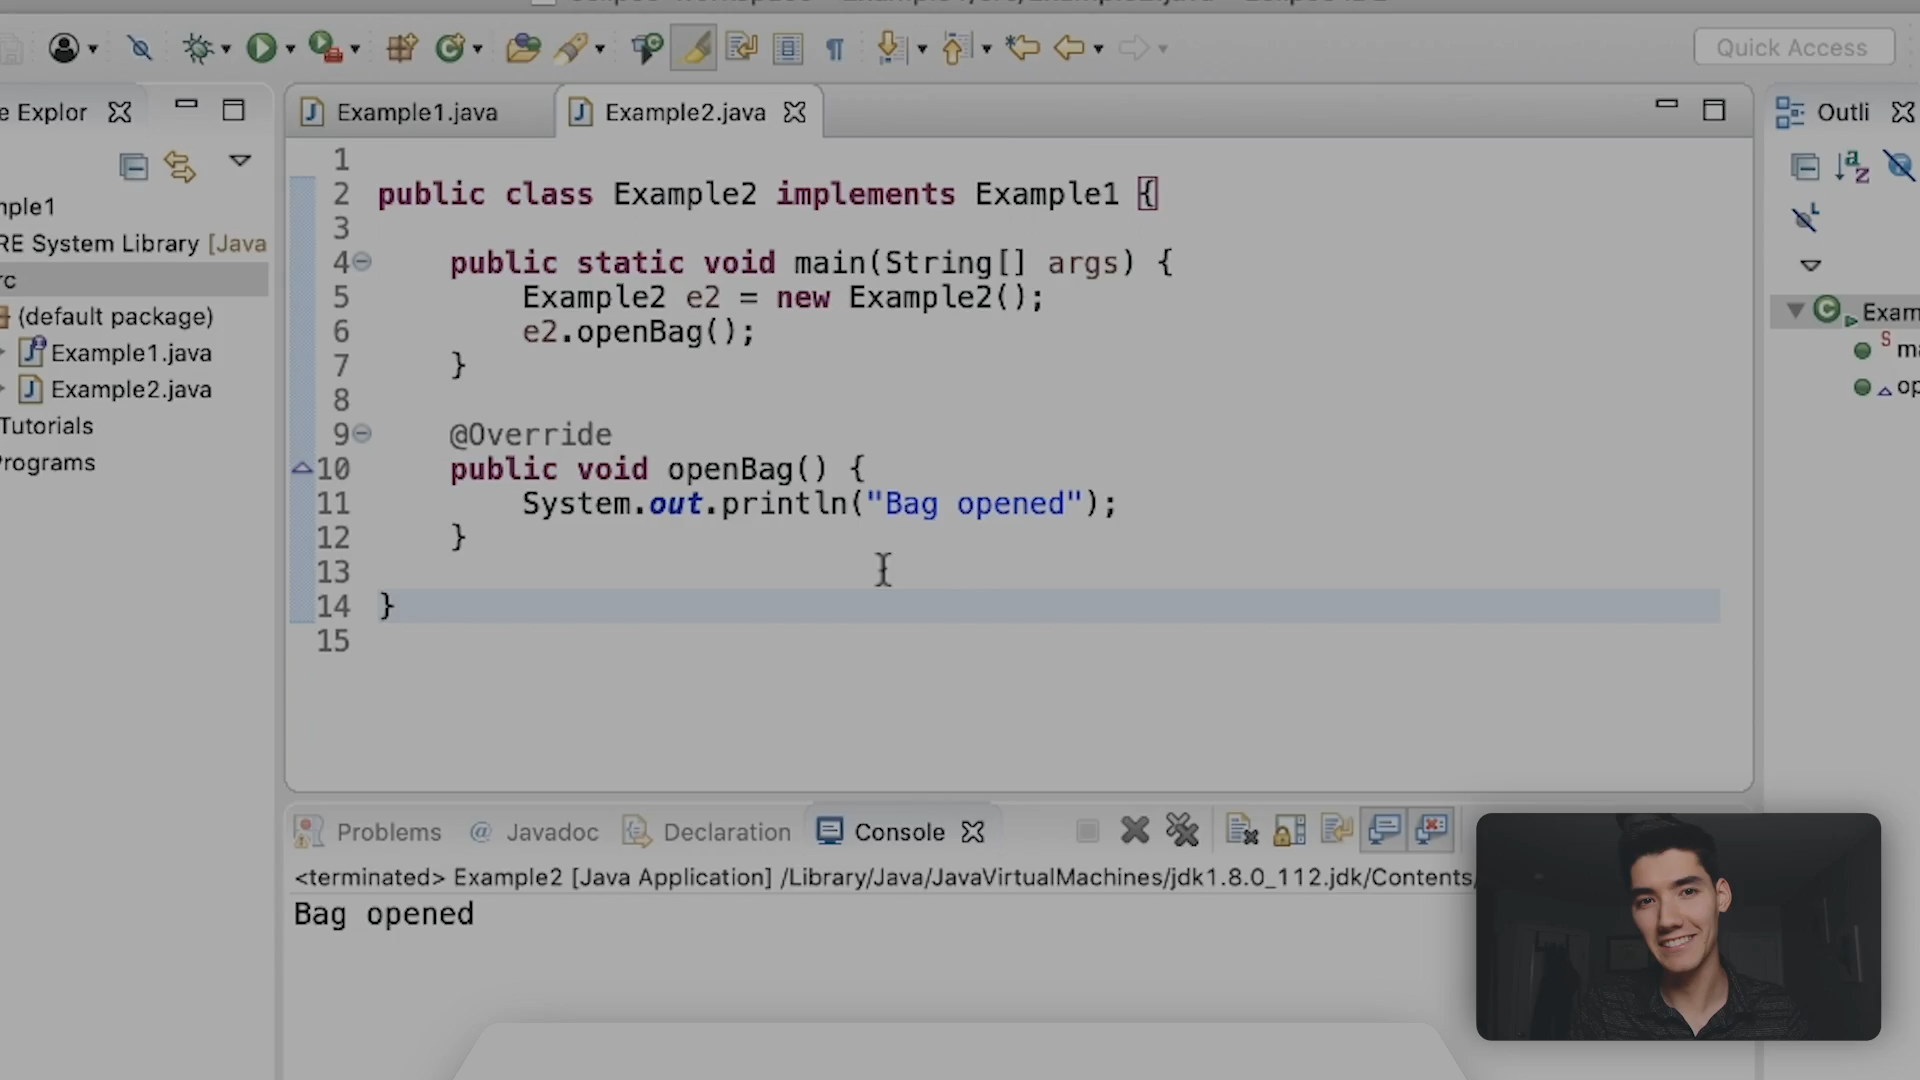 Quick Access
e Explor
Example1.java
Example2.java
Outli
nple1
RE System Library [Java
rc
(default package)
Example1.java
Example2.java
Tutorials
Programs
1
2 public class Example2 implements Example1 {
3
4 public static void main(String[] args) {
5 Example2 e2 = new Example2();
6 e2.openBag();
7 }
8
9 @Override
10 public void openBag() {
11 System.out.println("Bag opened");
12 }
13
14 }
15
Exam
ma
op
Problems
@ Javadoc
Declaration
Console
<terminated> Example2 [Java Application] /Library/Java/JavaVirtualMachines/jdk1.8.0_112.jdk/Contents/
Bag opened